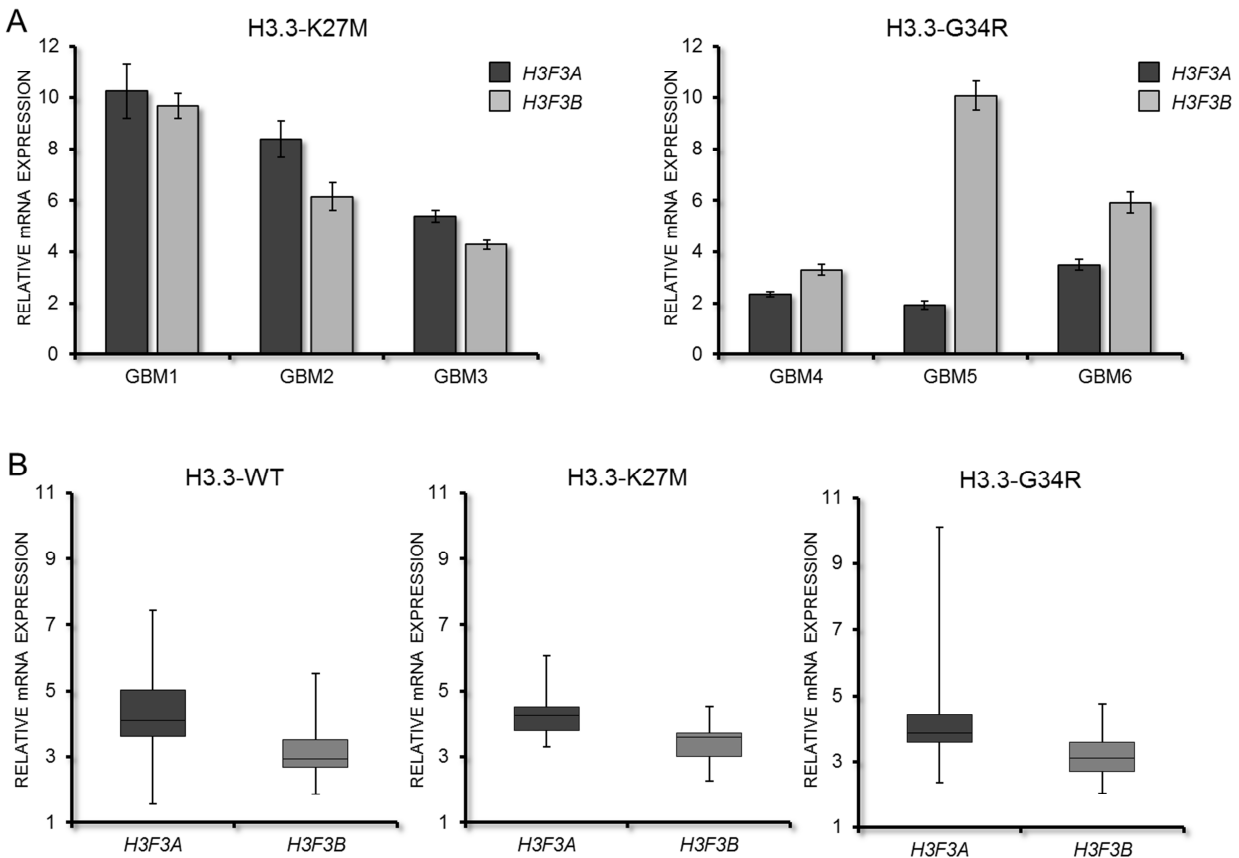 A
H3.3-K27M
RELATIVE mRNA EXPRESSION
12
10
8
6
4
2
0
H3F3A
H3F3B
GBM1 GBM2 GBM3
H3.3-G34R
RELATIVE mRNA EXPRESSION
12
10
8
6
4
2
0
H3F3A
H3F3B
GBM4 GBM5 GBM6
B
H3.3-WT
RELATIVE mRNA EXPRESSION
11
9
7
5
3
1
H3F3A H3F3B
H3.3-K27M
RELATIVE mRNA EXPRESSION
11
9
7
5
3
1
H3F3A H3F3B
H3.3-G34R
RELATIVE mRNA EXPRESSION
11
9
7
5
3
1
H3F3A H3F3B